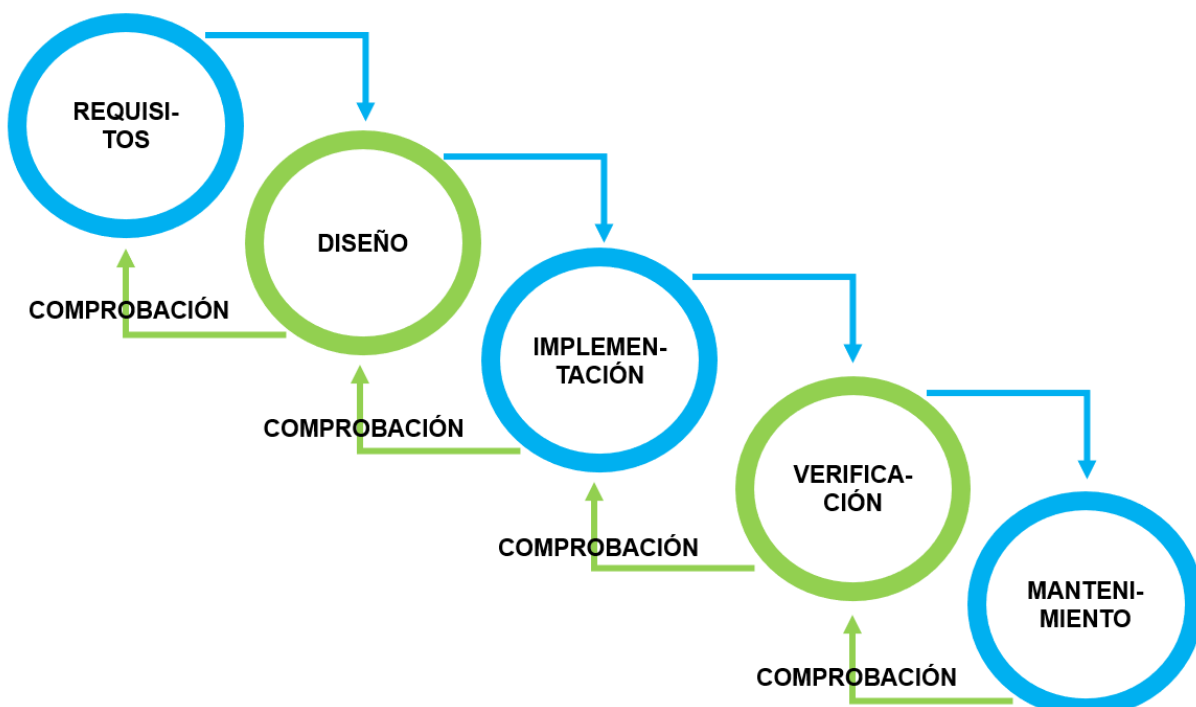 REQUISI-
TOS
DISEÑO
COMPROBACIÓN
IMPLEMEN-
TACIÓN
COMPROBACIÓN
VERIFICA-
CIÓN
COMPROBACIÓN
MANTENI-
MIENTO
COMPROBACIÓN